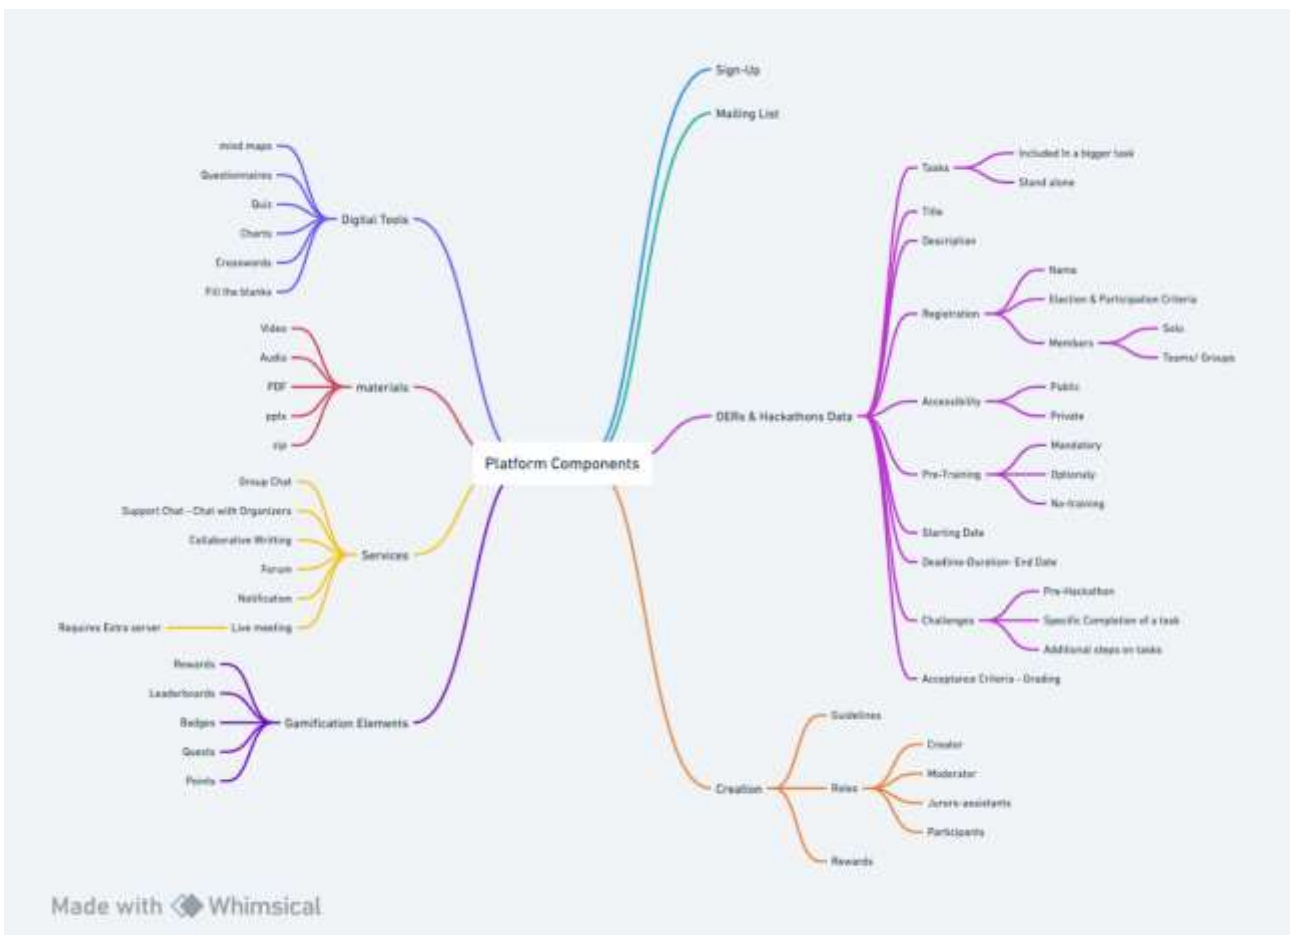 Sign-Up
Mailing List
mind maps
Questionnaires
Quiz
Charts
Crosswords
Fill the blanks
Digital Tools
Video
Audio
PDF
pptx
zip
materials
Platform Components
Group Chat
Support Chat - Chat with Organizers
Collaborative Writting
Forum
Notification
Live meeting
Requires Extra server
Services
Rewards
Leaderboards
Badges
Quests
Points
Gamification Elements
OERs & Hackathons Data
Tasks
Included in a bigger task
Stand alone
Title
Description
Registration
Name
Election & Participation Criteria
Members
Solo
Teams/ Groups
Accessibility
Public
Private
Pre-Training
Mandatory
Optionaly
No-training
Starting Date
Deadline-Duration- End Date
Challenges
Pre-Hackathon
Specific Completion of a task
Additional steps on tasks
Acceptance Criteria - Grading
Creation
Guidelines
Roles
Creator
Moderator
Jurors-assistants
Participants
Rewards
Made with Whimsical